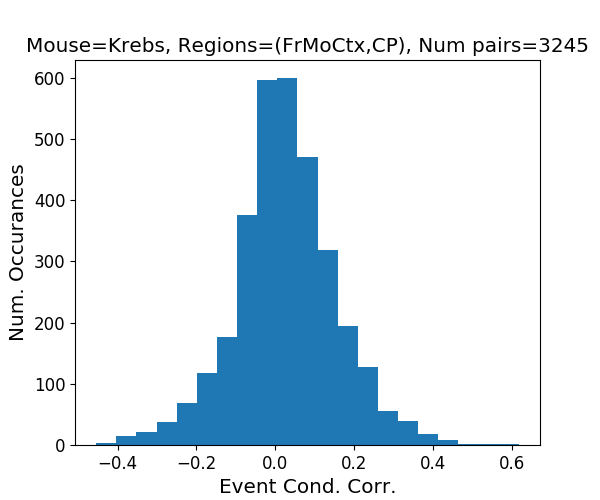 Mouse=Krebs, Regions=(FrMoCtx,CP), Num pairs=3245
600
500
400
300
200
100
0
Num. Occurances
−0.4 −0.2 0.0 0.2 0.4 0.6
Event Cond. Corr.